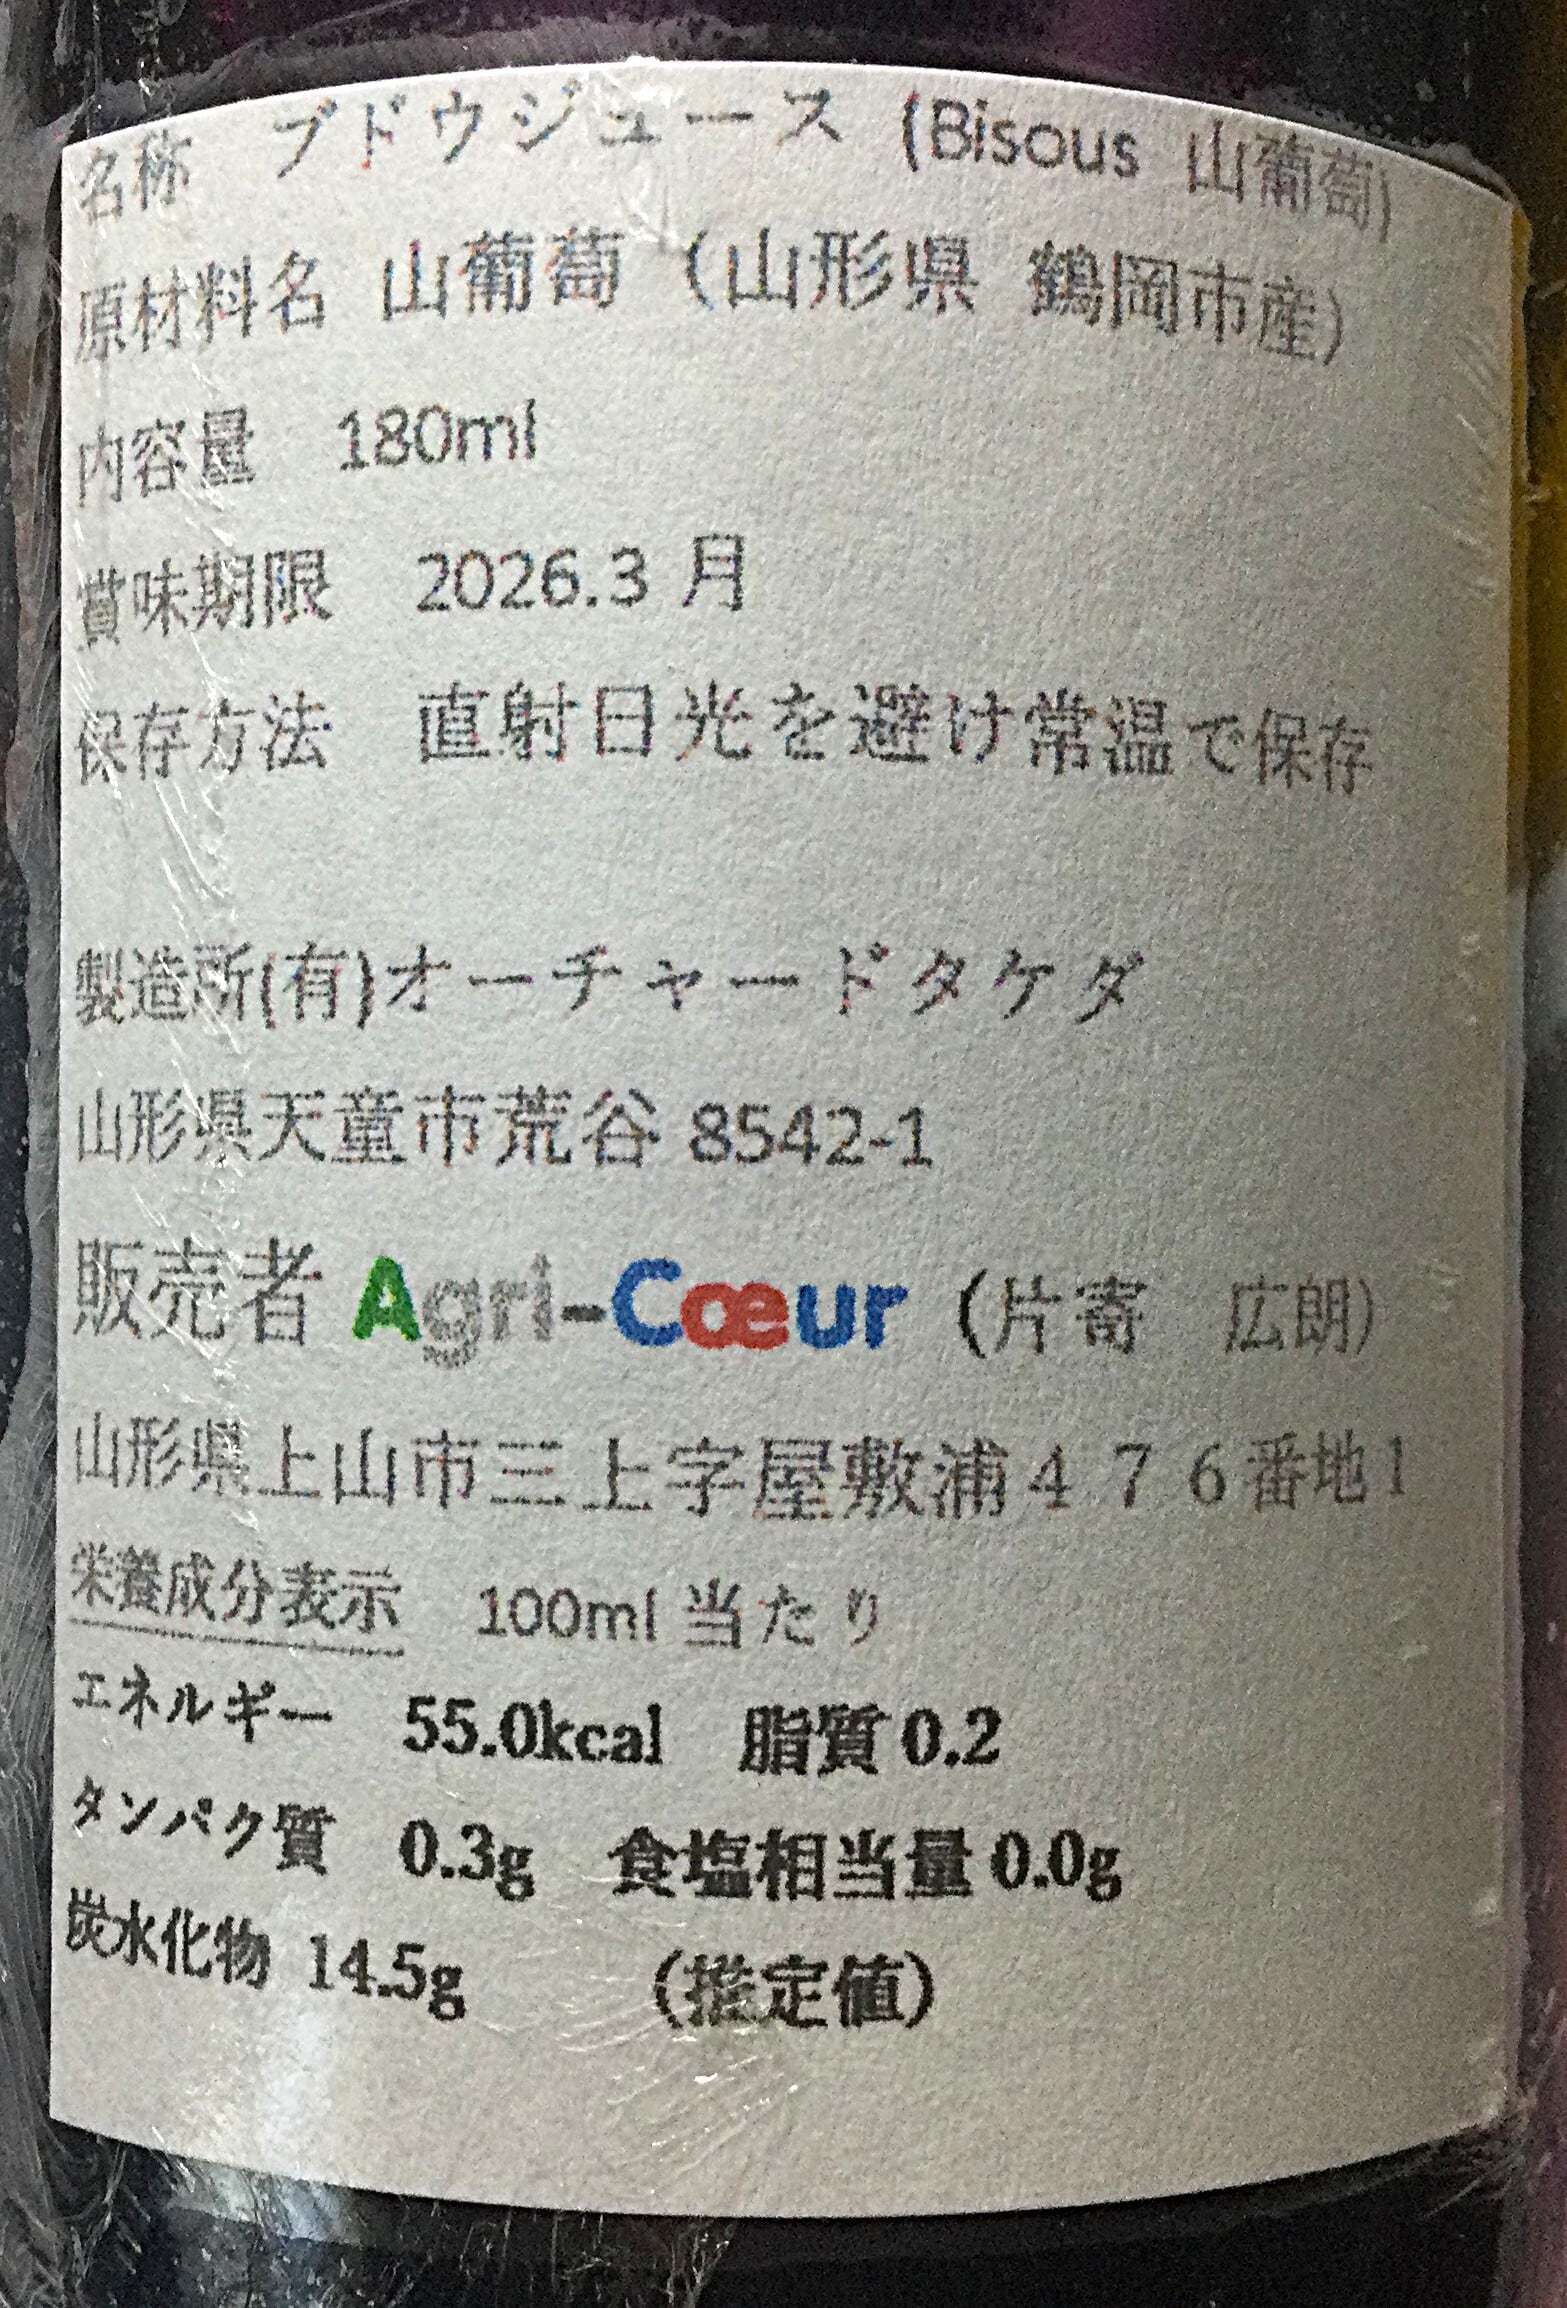 名称　ブドウジュース (Bisous 山葡萄)
原材料名 山葡萄 (山形県 鶴岡市産)
内容量　180ml
賞味期限　2026.3 月
保存方法　直射日光を避け常温で保存
製造所(有)オーチャードタケダ
山形県天童市荒谷 8542-1
販売者 Agri-Cœur (片寄　広朗)
山形県上山市三上字屋敷浦４７６番地1
栄養成分表示　100ml 当たり
エネルギー　55.0kcal　脂質 0.2
タンパク質　0.3g　食塩相当量 0.0g
炭水化物 14.5g　　(推定値)